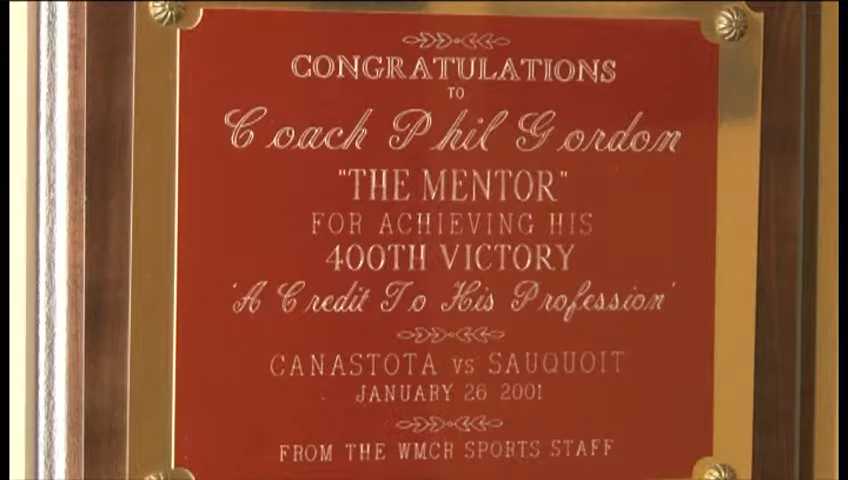 CONGRATULATIONS
TO
Coach Phil Gordon
"THE MENTOR"
FOR ACHIEVING HIS
400TH VICTORY
'A Credit To His Profession'
CANASTOTA VS SAUQUOIT
JANUARY 26 2001
FROM THE WMCR SPORTS STAFF